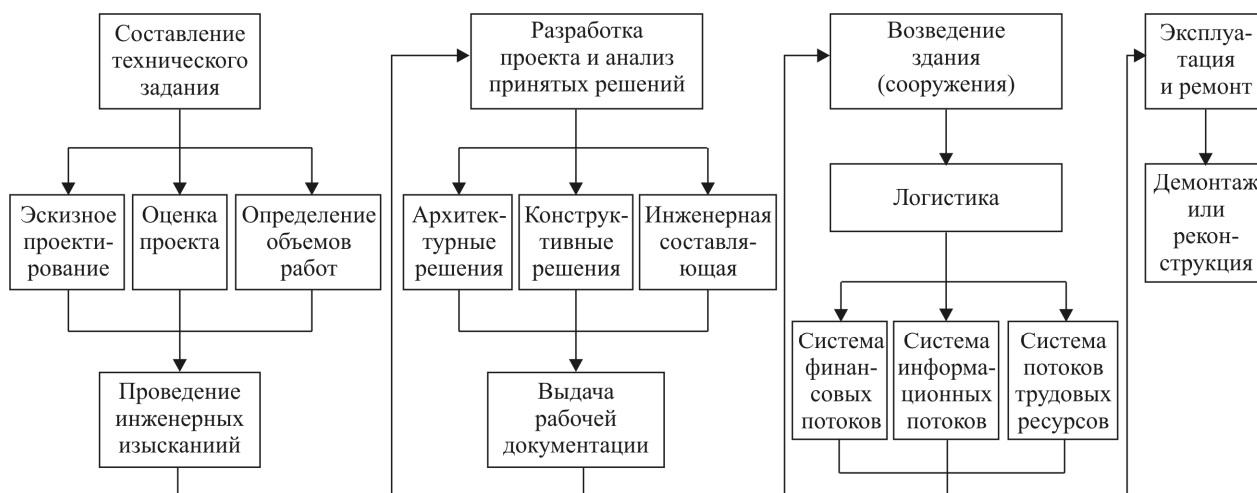 Составление
технического
задания
Эскизное
проекти-
рование
Оценка
проекта
Определение
объемов
работ
Проведение
инженерных
изысканиий
Разработка
проекта и анализ
принятых решений
Архитек-
турные
решения
Конструк-
тивные
решения
Инженерная
составля-
ющая
Выдача
рабочей
документации
Возведение
здания
(сооружения)
Логистика
Система
финан-
совых
потоков
Система
информа-
ционных
потоков
Система
потоков
трудовых
ресурсов
Эксплуа-
тация
и ремонт
Демонтаж
или
рекон-
струкция